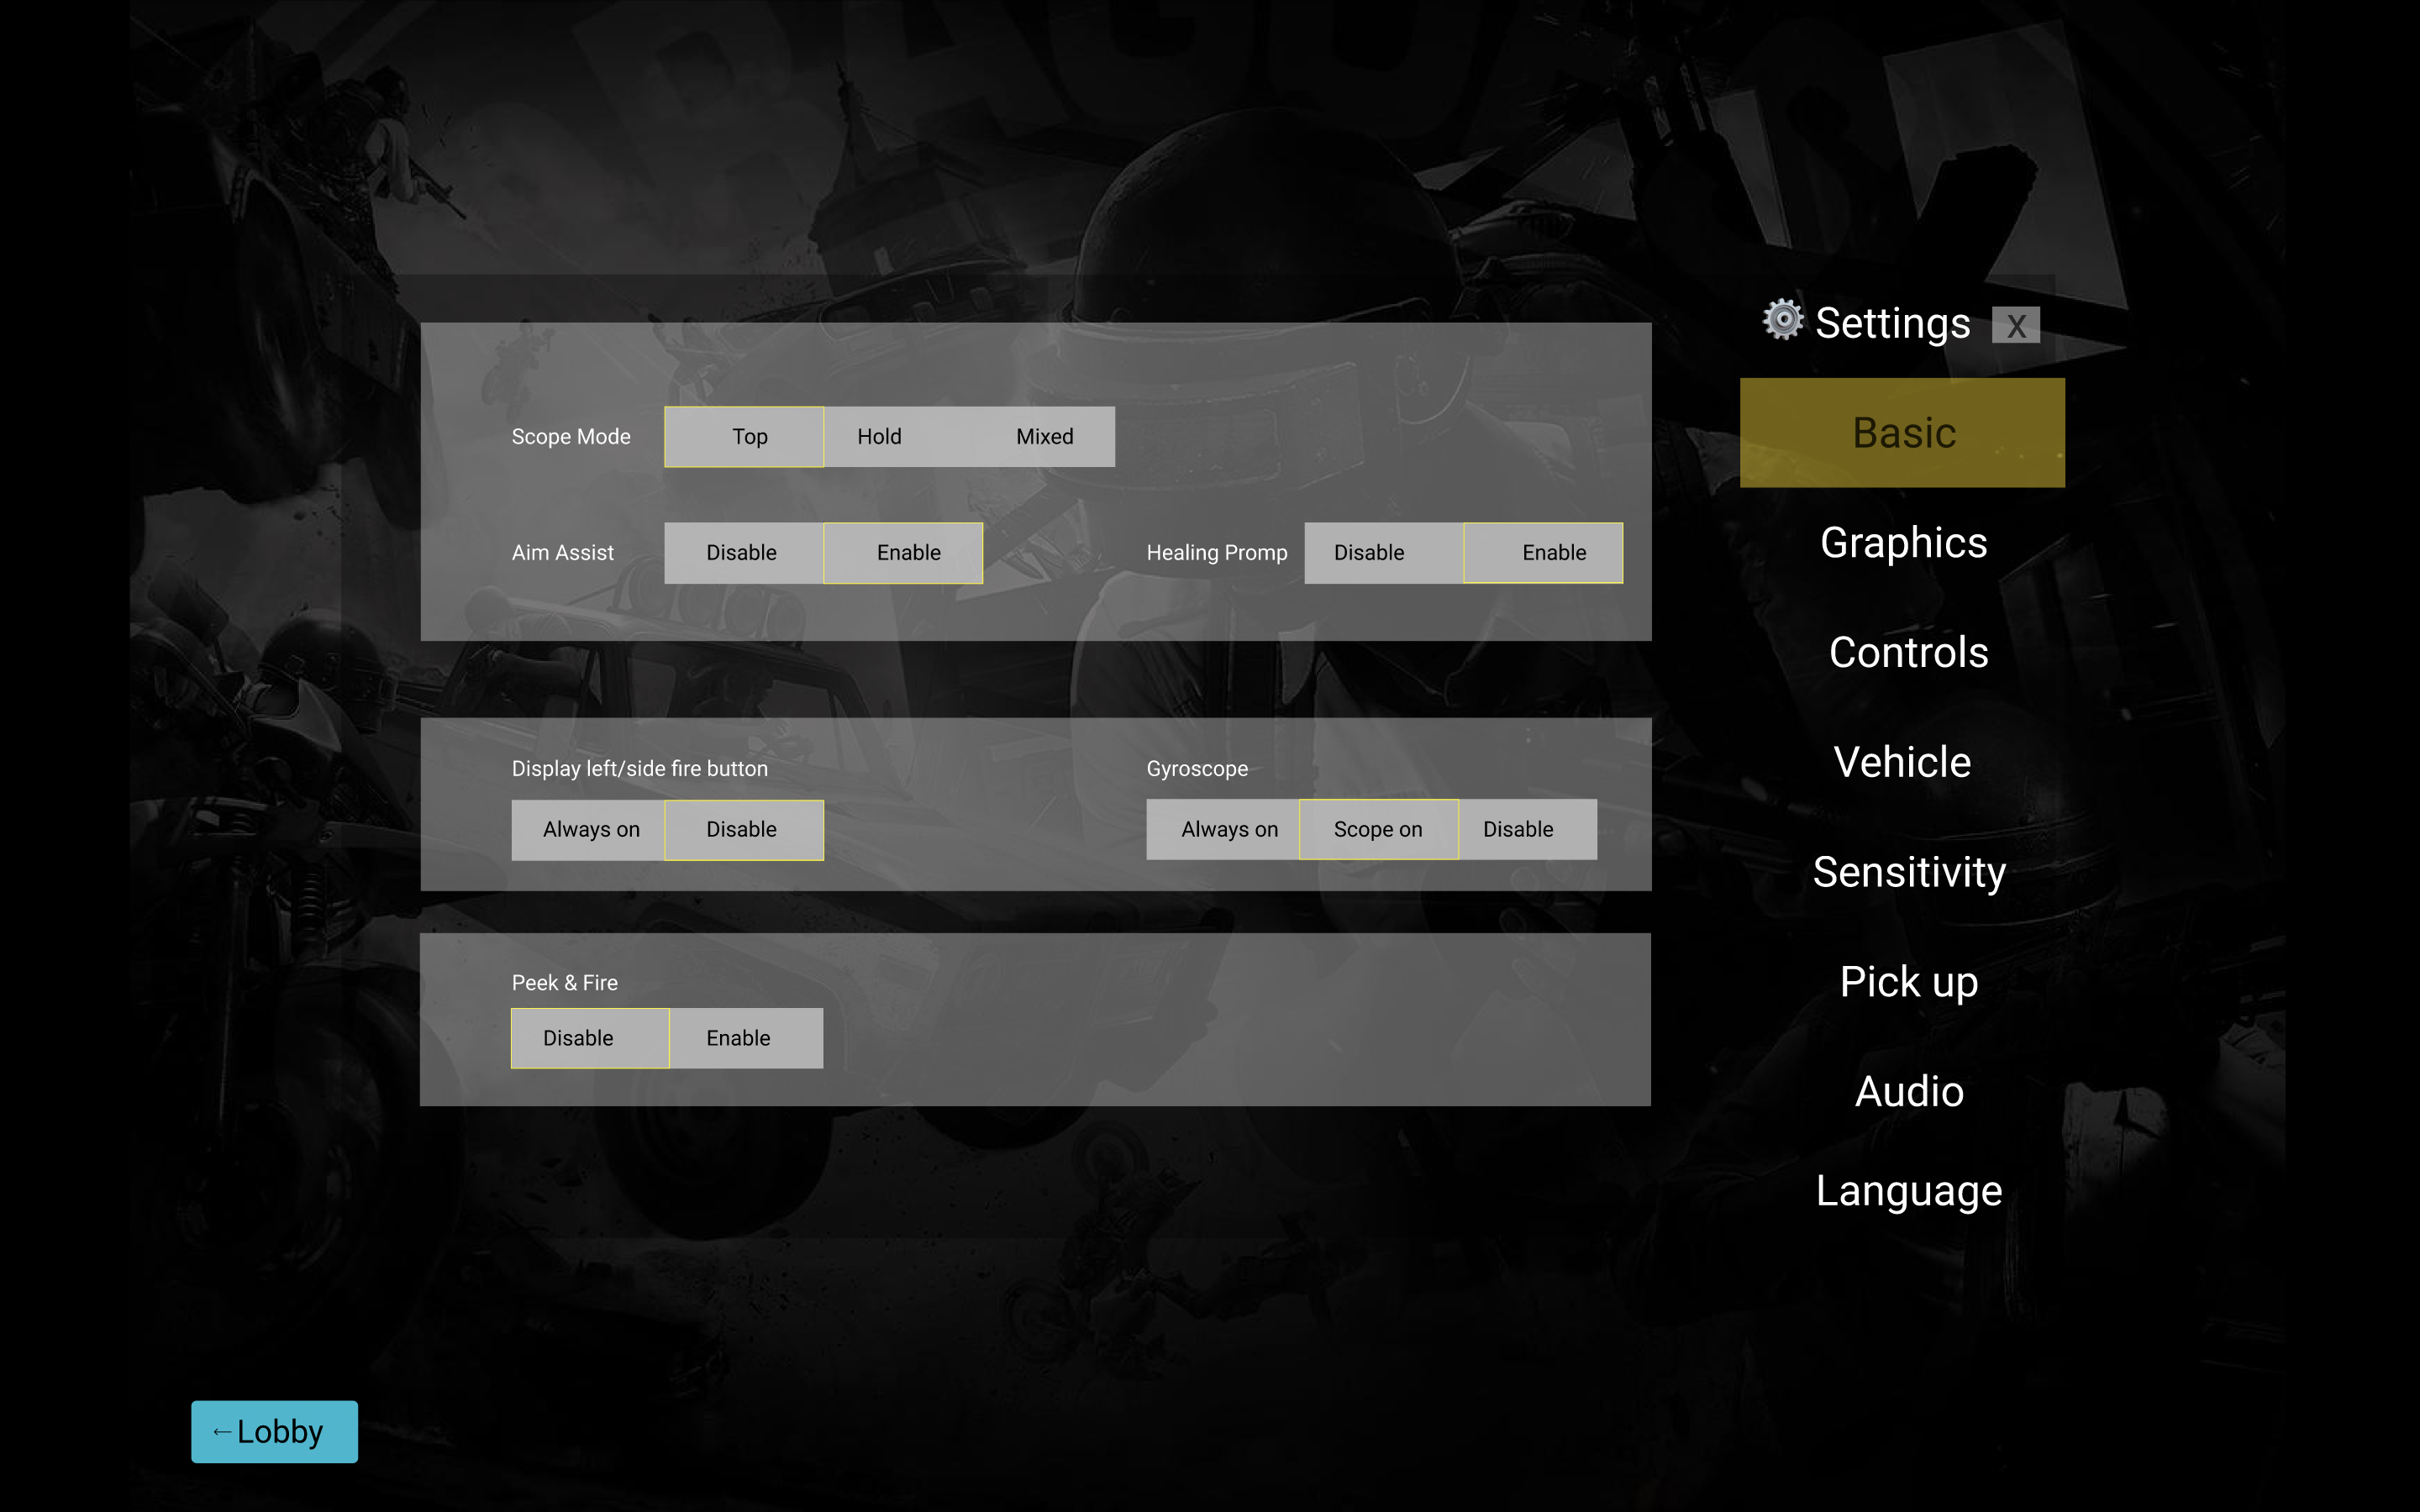 Settings X
Scope Mode Top Hold Mixed
Aim Assist Disable Enable
Healing Promp Disable Enable
Display left/side fire button
Always on Disable
Gyroscope
Always on Scope on Disable
Peek & Fire
Disable Enable
Basic
Graphics
Controls
Vehicle
Sensitivity
Pick up
Audio
Language
←Lobby